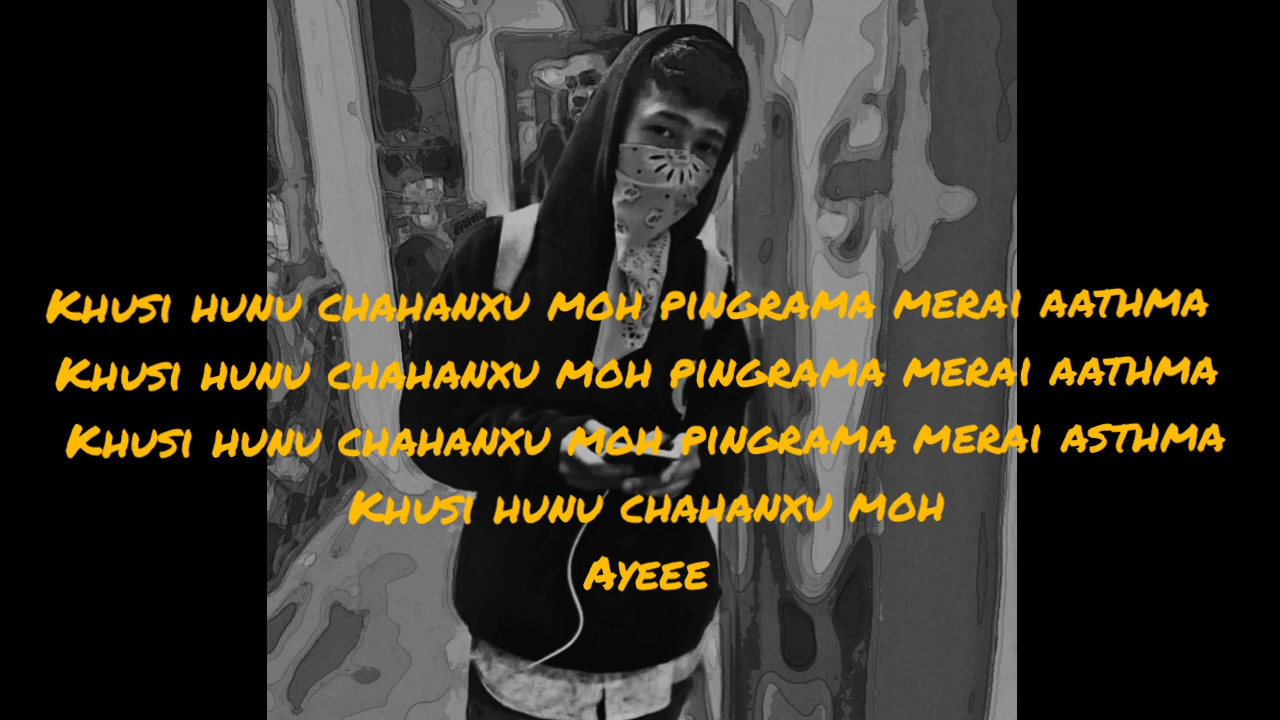 Khusi hunu chahanxu moh pingrama merai aathma
Khusi hunu chahanxu moh pingrama merai aathma
Khusi hunu chahanxu moh pingrama merai asthma
Khusi hunu chahanxu moh
Ayeee